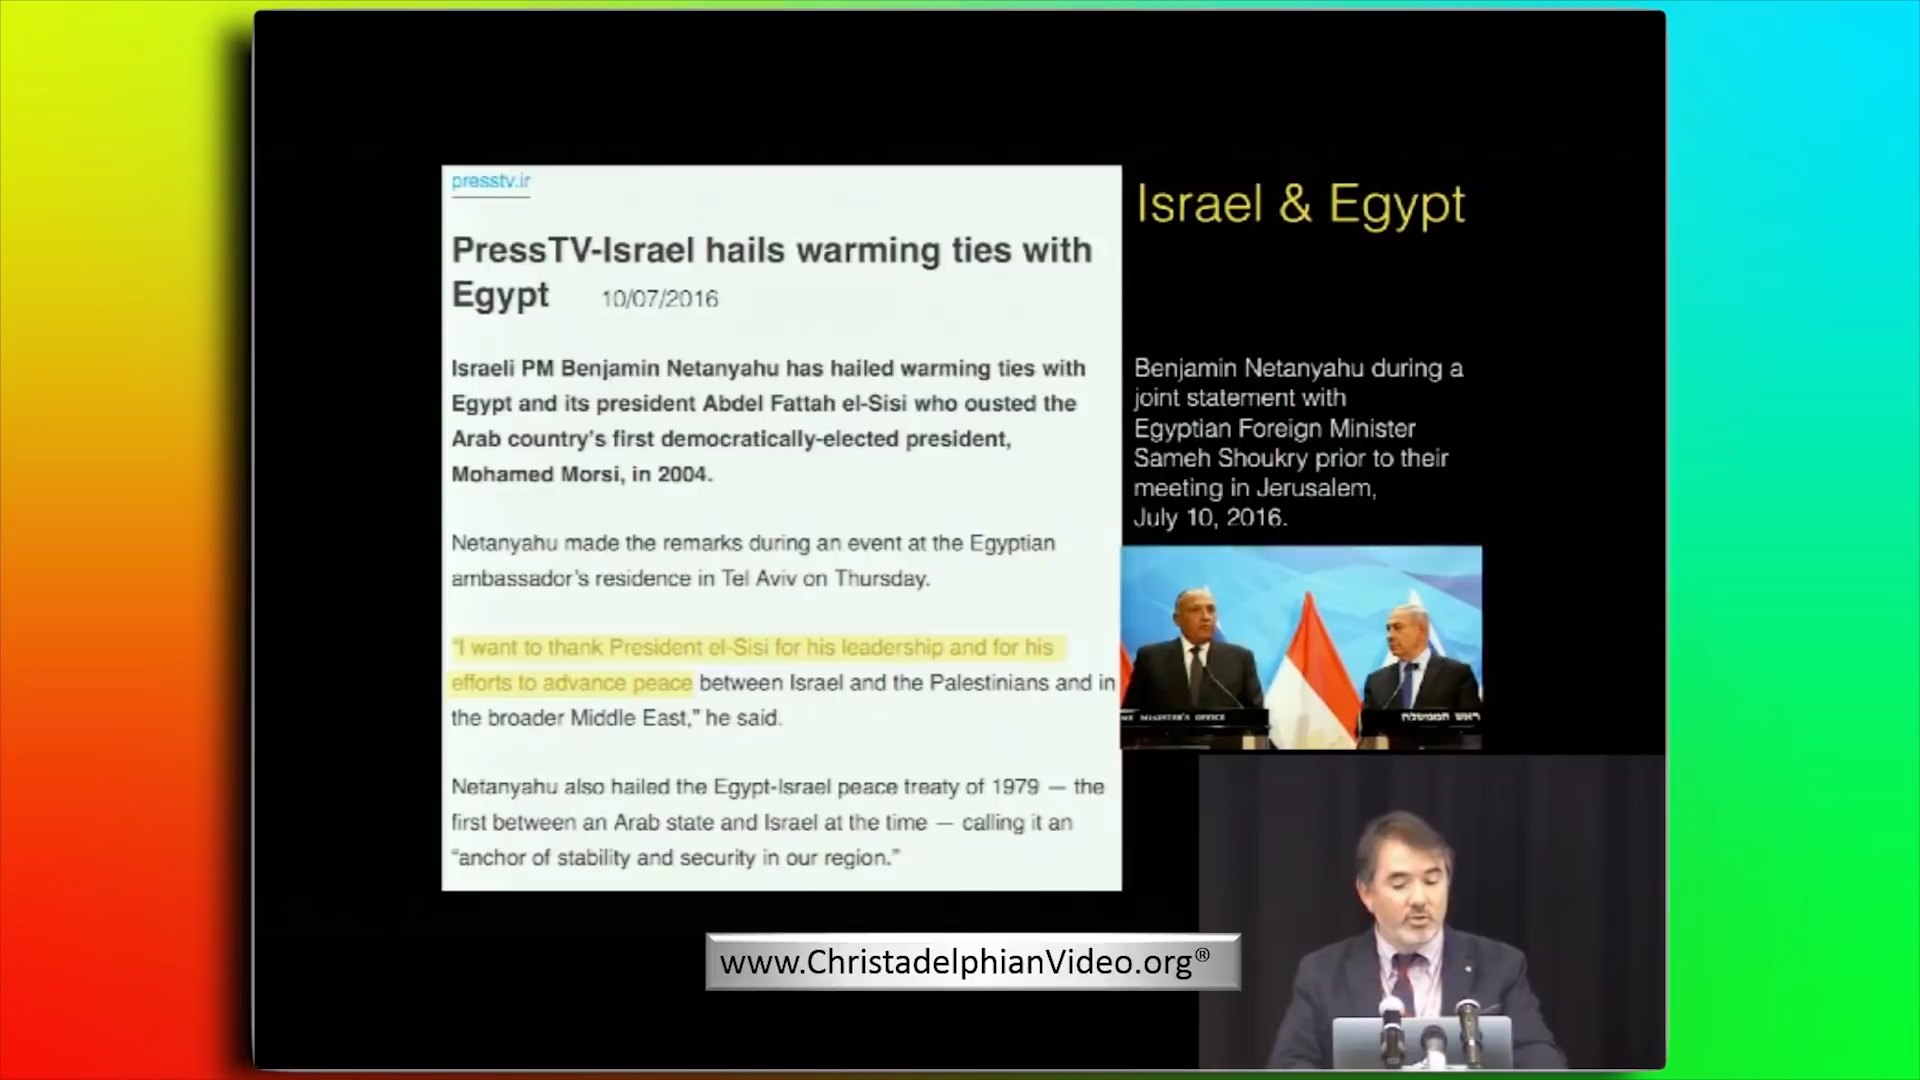 presstv.ir
PressTV-Israel hails warming ties with
Egypt 10/07/2016
Israeli PM Benjamin Netanyahu has hailed warming ties with
Egypt and its president Abdel Fattah el-Sisi who ousted the
Arab country's first democratically-elected president,
Mohamed Morsi, in 2004.
Netanyahu made the remarks during an event at the Egyptian
ambassador's residence in Tel Aviv on Thursday.
"I want to thank President el-Sisi for his leadership and for his
efforts to advance peace between Israel and the Palestinians and in
the broader Middle East," he said.
Netanyahu also hailed the Egypt-Israel peace treaty of 1979 — the
first between an Arab state and Israel at the time — calling it an
"anchor of stability and security in our region."
Israel & Egypt
Benjamin Netanyahu during a
joint statement with
Egyptian Foreign Minister
Sameh Shoukry prior to their
meeting in Jerusalem,
July 10, 2016.
ME MINISTER'S OFFICE
ראש הממשלה
www.ChristadelphianVideo.org®